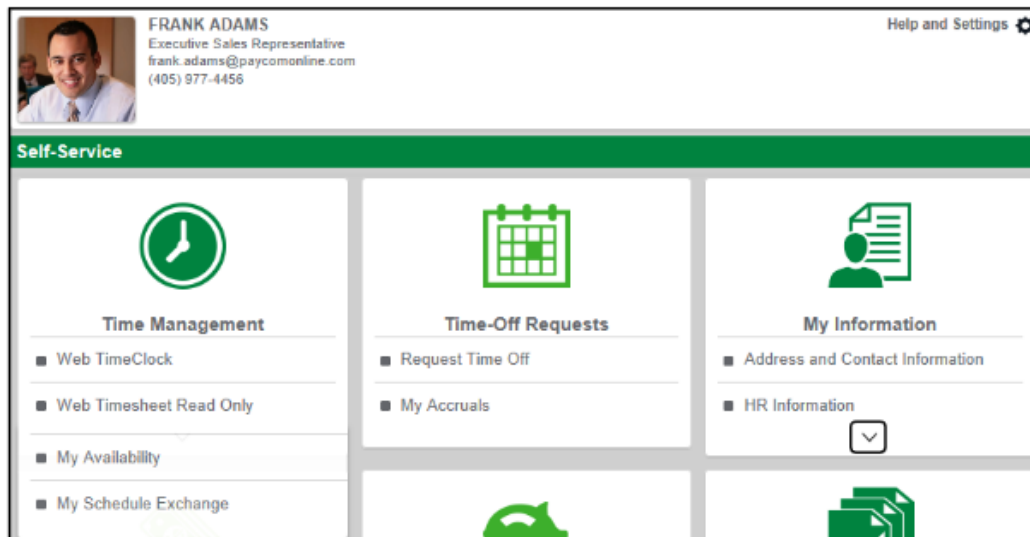 FRANK ADAMS
Executive Sales Representative
frank.adams@paycomonline.com
(405) 977-4456
Help and Settings
Self-Service
Time Management
Web TimeClock
Web Timesheet Read Only
My Availability
My Schedule Exchange
Time-Off Requests
Request Time Off
My Accruals
My Information
Address and Contact Information
HR Information